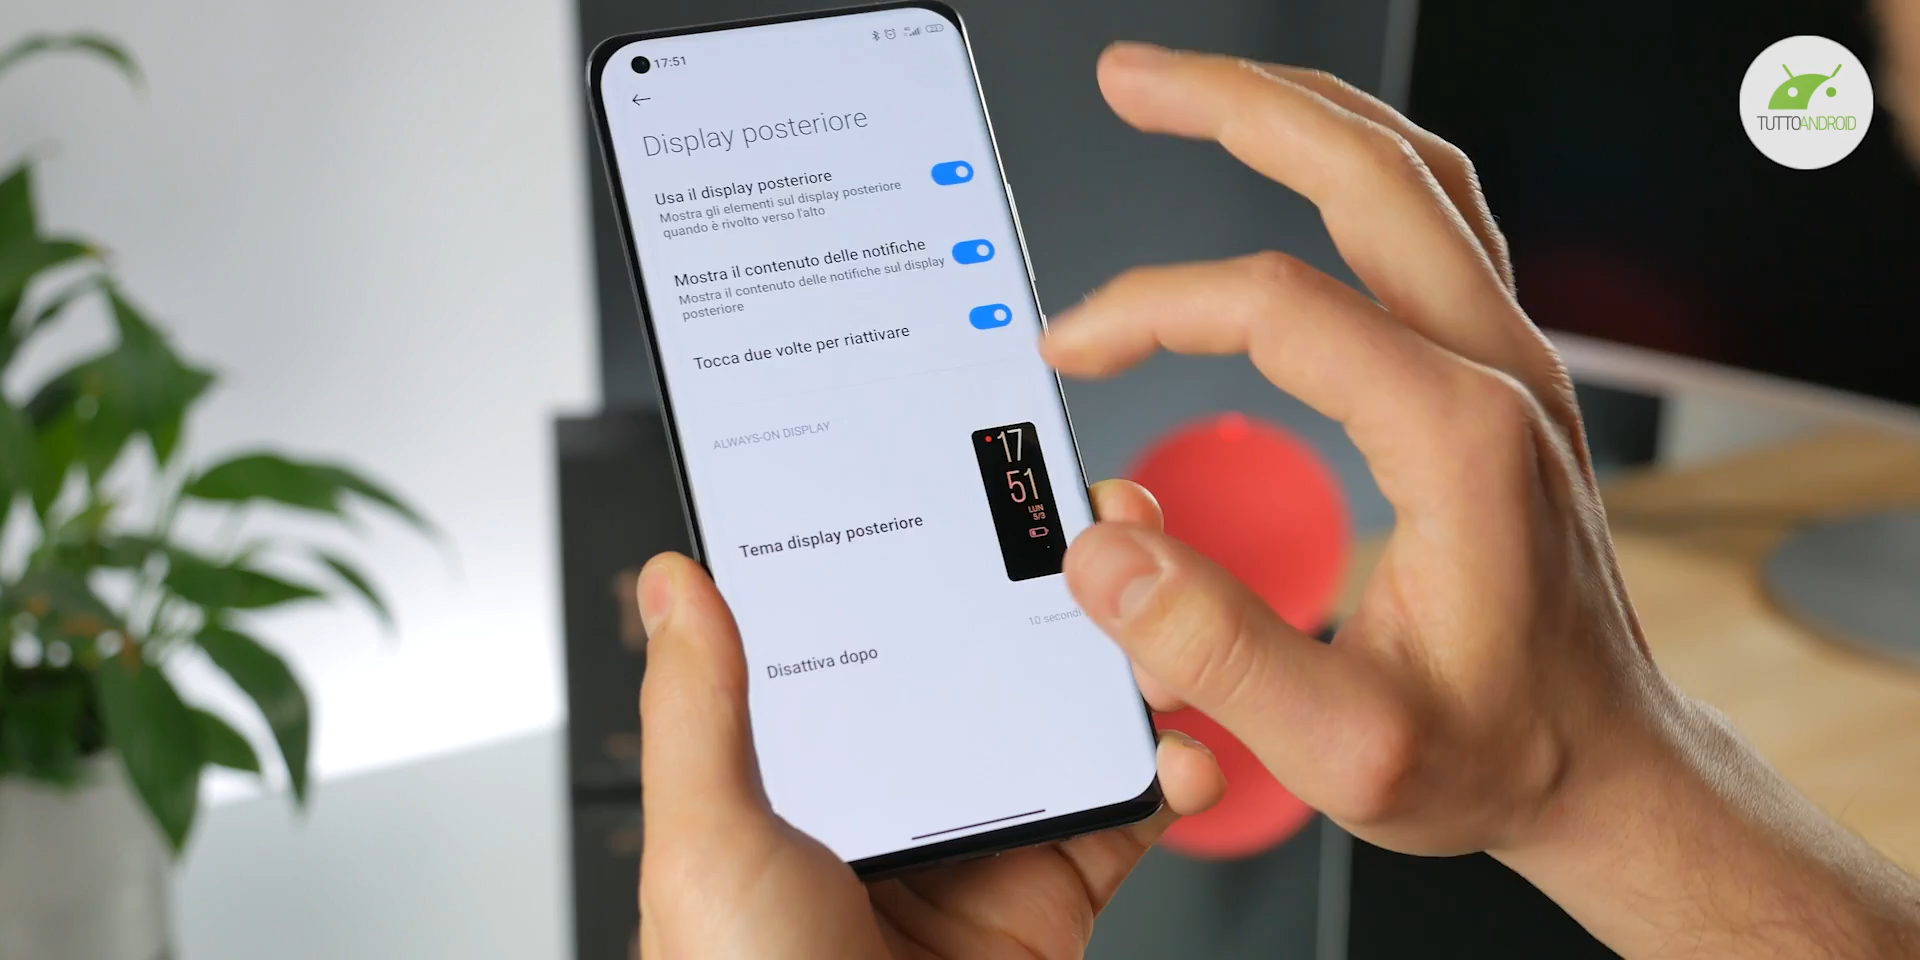 17:51
Display posteriore
Usa il display posteriore
Mostra gli elementi sul display posteriore
quando è rivolto verso l'alto
Mostra il contenuto delle notifiche
Mostra il contenuto delle notifiche sul display
posteriore
Tocca due volte per riattivare
ALWAYS-ON DISPLAY
17
51
LUN
5/3
Tema display posteriore
10 secondi
Disattiva dopo
TUTTOANDROID